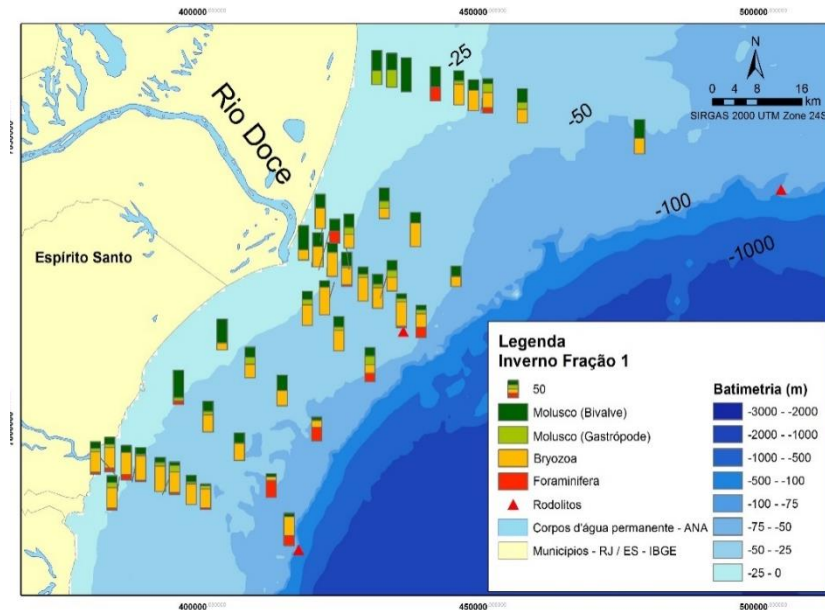 400000
450000
500000
-25
N
0 4 8 16
km
SIRGAS 2000 UTM Zone 24S
-50
Rio Doce
-100
-1000
Espírito Santo
Legenda
Inverno Fração 1
50
Molusco (Bivalve)
Molusco (Gastrópode)
Bryozoa
Foraminifera
Rodolitos
Corpos d'água permanente - ANA
Municípios - RJ / ES - IBGE
Batimetria (m)
-3000 - -2000
-2000 - -1000
-1000 - -500
-500 - -100
-100 - -75
-75 - -50
-50 - -25
-25 - 0
400000
450000
500000